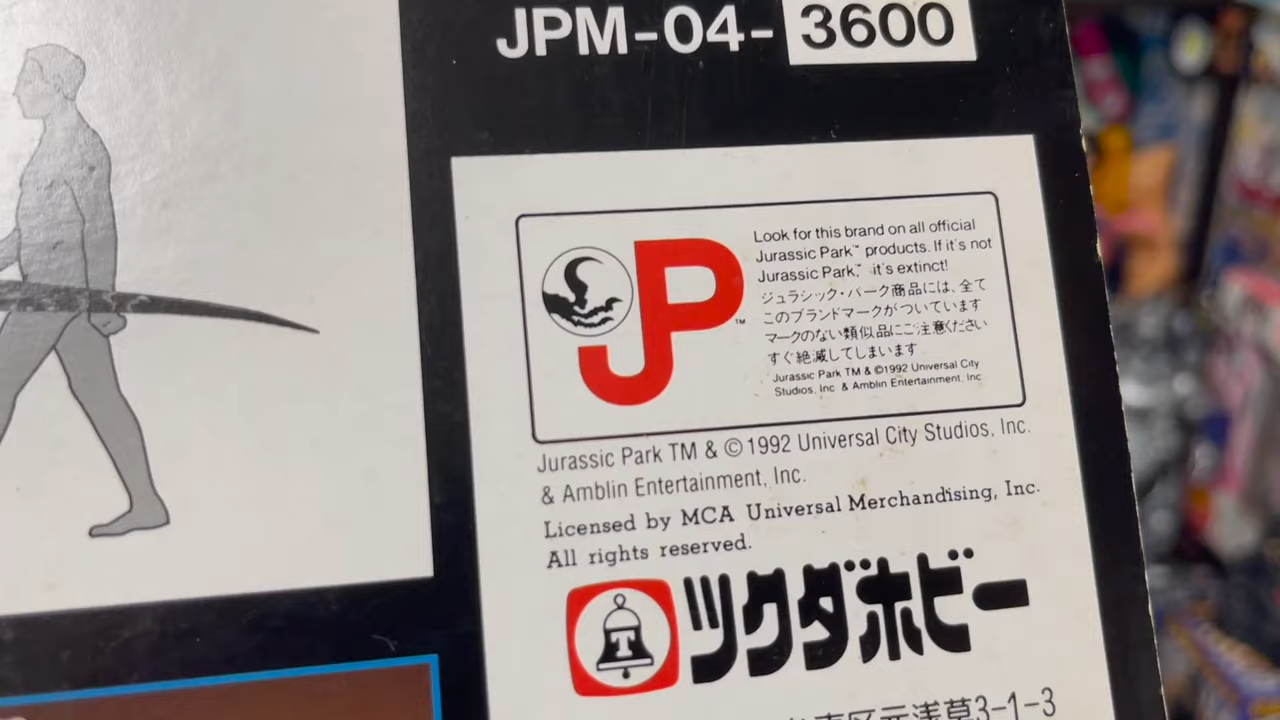 JPM-04-3600
JP™
Look for this brand on all official
Jurassic Park™ products. If it's not
Jurassic Park,™ it's extinct!
ジュラシック・パーク商品には、全て
このブランドマークがついています
マークのない類似品にご注意ください
すぐ絶滅してしまいます
Jurassic Park TM & ©1992 Universal City
Studios, Inc & Amblin Entertainment, Inc
Jurassic Park TM & ©1992 Universal City Studios, Inc.
& Amblin Entertainment, Inc.
Licensed by MCA Universal Merchandising, Inc.
All rights reserved.
T
ツクダホビー
区元浅草3-1-3